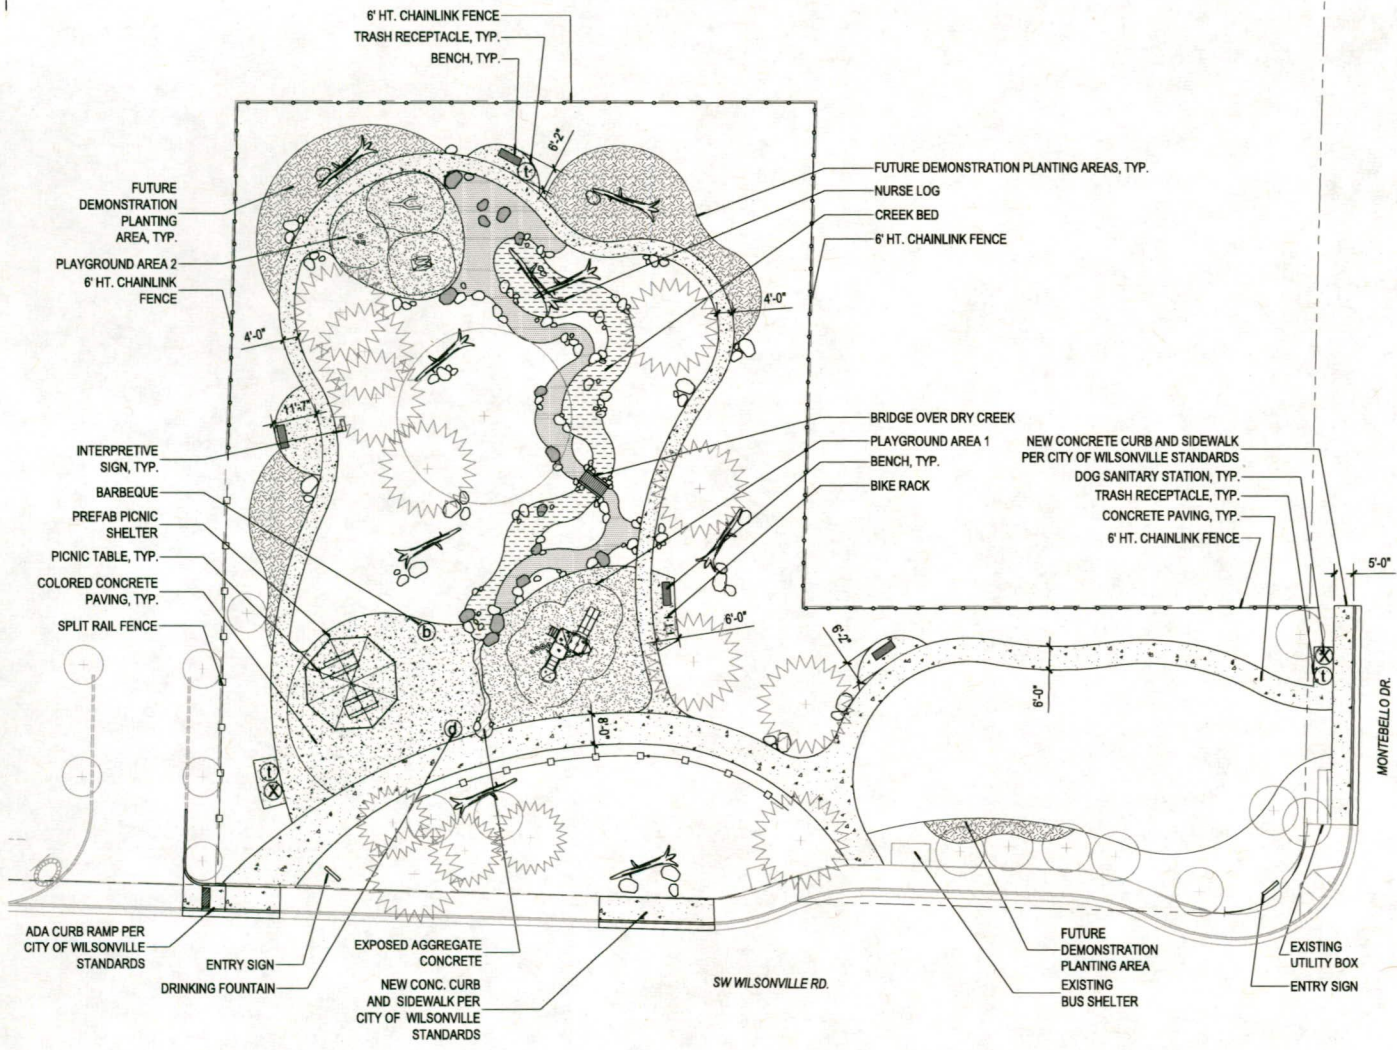 6' HT. CHAINLINK FENCE
TRASH RECEPTACLE, TYP.
BENCH, TYP.
6'-2"
FUTURE
DEMONSTRATION
PLANTING
AREA, TYP.
PLAYGROUND AREA 2
6' HT. CHAINLINK
FENCE
4'-0"
11'-7"
INTERPRETIVE
SIGN, TYP.
BARBEQUE
PREFAB PICNIC
SHELTER
PICNIC TABLE, TYP.
COLORED CONCRETE
PAVING, TYP.
SPLIT RAIL FENCE
FUTURE DEMONSTRATION PLANTING AREAS, TYP.
NURSE LOG
CREEK BED
6' HT. CHAINLINK FENCE
4'-0"
BRIDGE OVER DRY CREEK
PLAYGROUND AREA 1
BENCH, TYP.
BIKE RACK
NEW CONCRETE CURB AND SIDEWALK
PER CITY OF WILSONVILLE STANDARDS
DOG SANITARY STATION, TYP.
TRASH RECEPTACLE, TYP.
CONCRETE PAVING, TYP.
6' HT. CHAINLINK FENCE
5'-0"
6'-0"
6'-2"
6'-0"
8'-0"
t
b
d
t
X
X
t
MONTEBELLO DR.
ADA CURB RAMP PER
CITY OF WILSONVILLE
STANDARDS
ENTRY SIGN
DRINKING FOUNTAIN
EXPOSED AGGREGATE
CONCRETE
NEW CONC. CURB
AND SIDEWALK PER
CITY OF WILSONVILLE
STANDARDS
SW WILSONVILLE RD.
FUTURE
DEMONSTRATION
PLANTING AREA
EXISTING
BUS SHELTER
EXISTING
UTILITY BOX
ENTRY SIGN